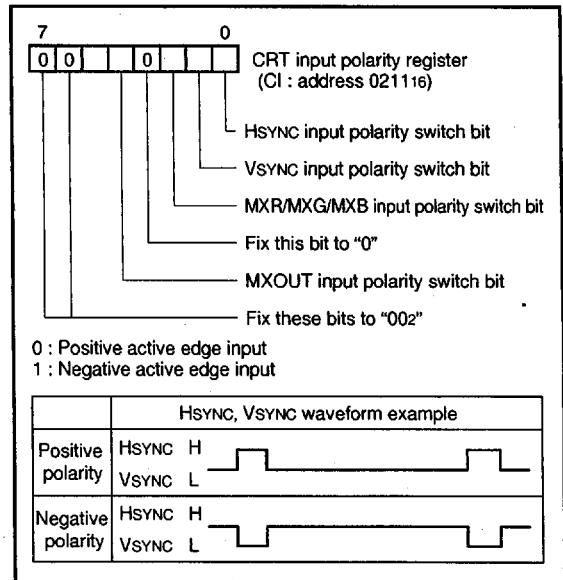 7 0
0 0 0
CRT input polarity register
(CI : address 021116)
HSYNC input polarity switch bit
VSYNC input polarity switch bit
MXR/MXG/MXB input polarity switch bit
Fix this bit to “0”
MXOUT input polarity switch bit
Fix these bits to “002”
0 : Positive active edge input
1 : Negative active edge input
HSYNC, VSYNC waveform example
Positive polarity
HSYNC H
VSYNC L
Negative polarity
HSYNC H
VSYNC L